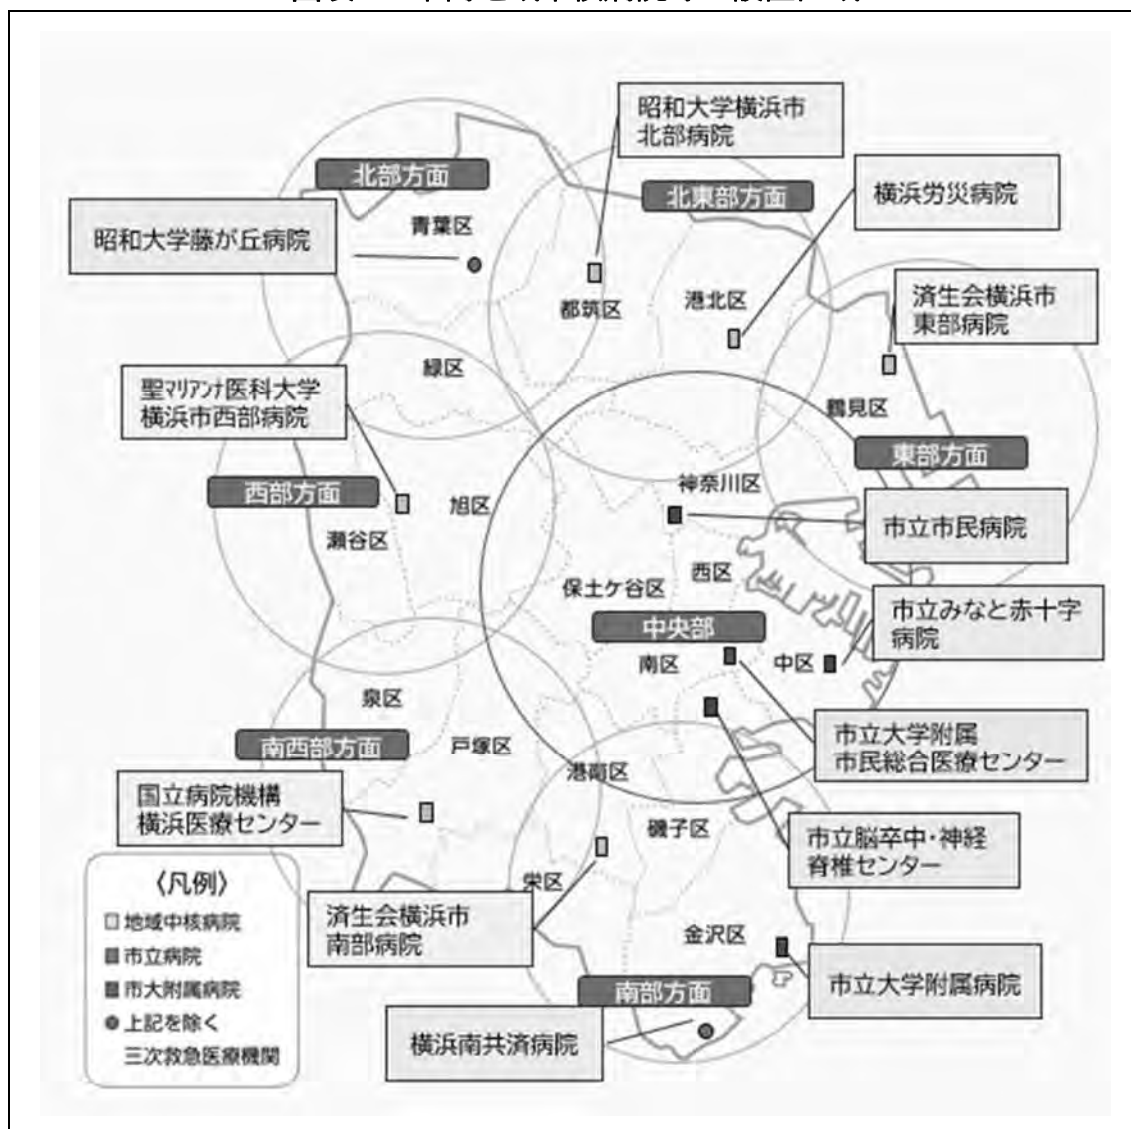 昭和大学横浜市
北部病院
北部方面
北東部方面
横浜労災病院
青葉区
昭和大学藤が丘病院
都筑区
港北区
済生会横浜市
東部病院
緑区
聖マリアンナ医科大学
横浜市西部病院
鶴見区
東部方面
西部方面
旭区
神奈川区
瀬谷区
市立市民病院
保土ケ谷区
西区
市立みなと赤十字
病院
中央部
南区
中区
泉区
南西部方面
戸塚区
市立大学附属
市民総合医療センター
港南区
国立病院機構
横浜医療センター
磯子区
市立脳卒中・神経
脊椎センター
栄区
済生会横浜市
南部病院
金沢区
市立大学附属病院
南部方面
横浜南共済病院
〈凡例〉
地域中核病院
市立病院
市大附属病院
上記を除く
三次救急医療機関